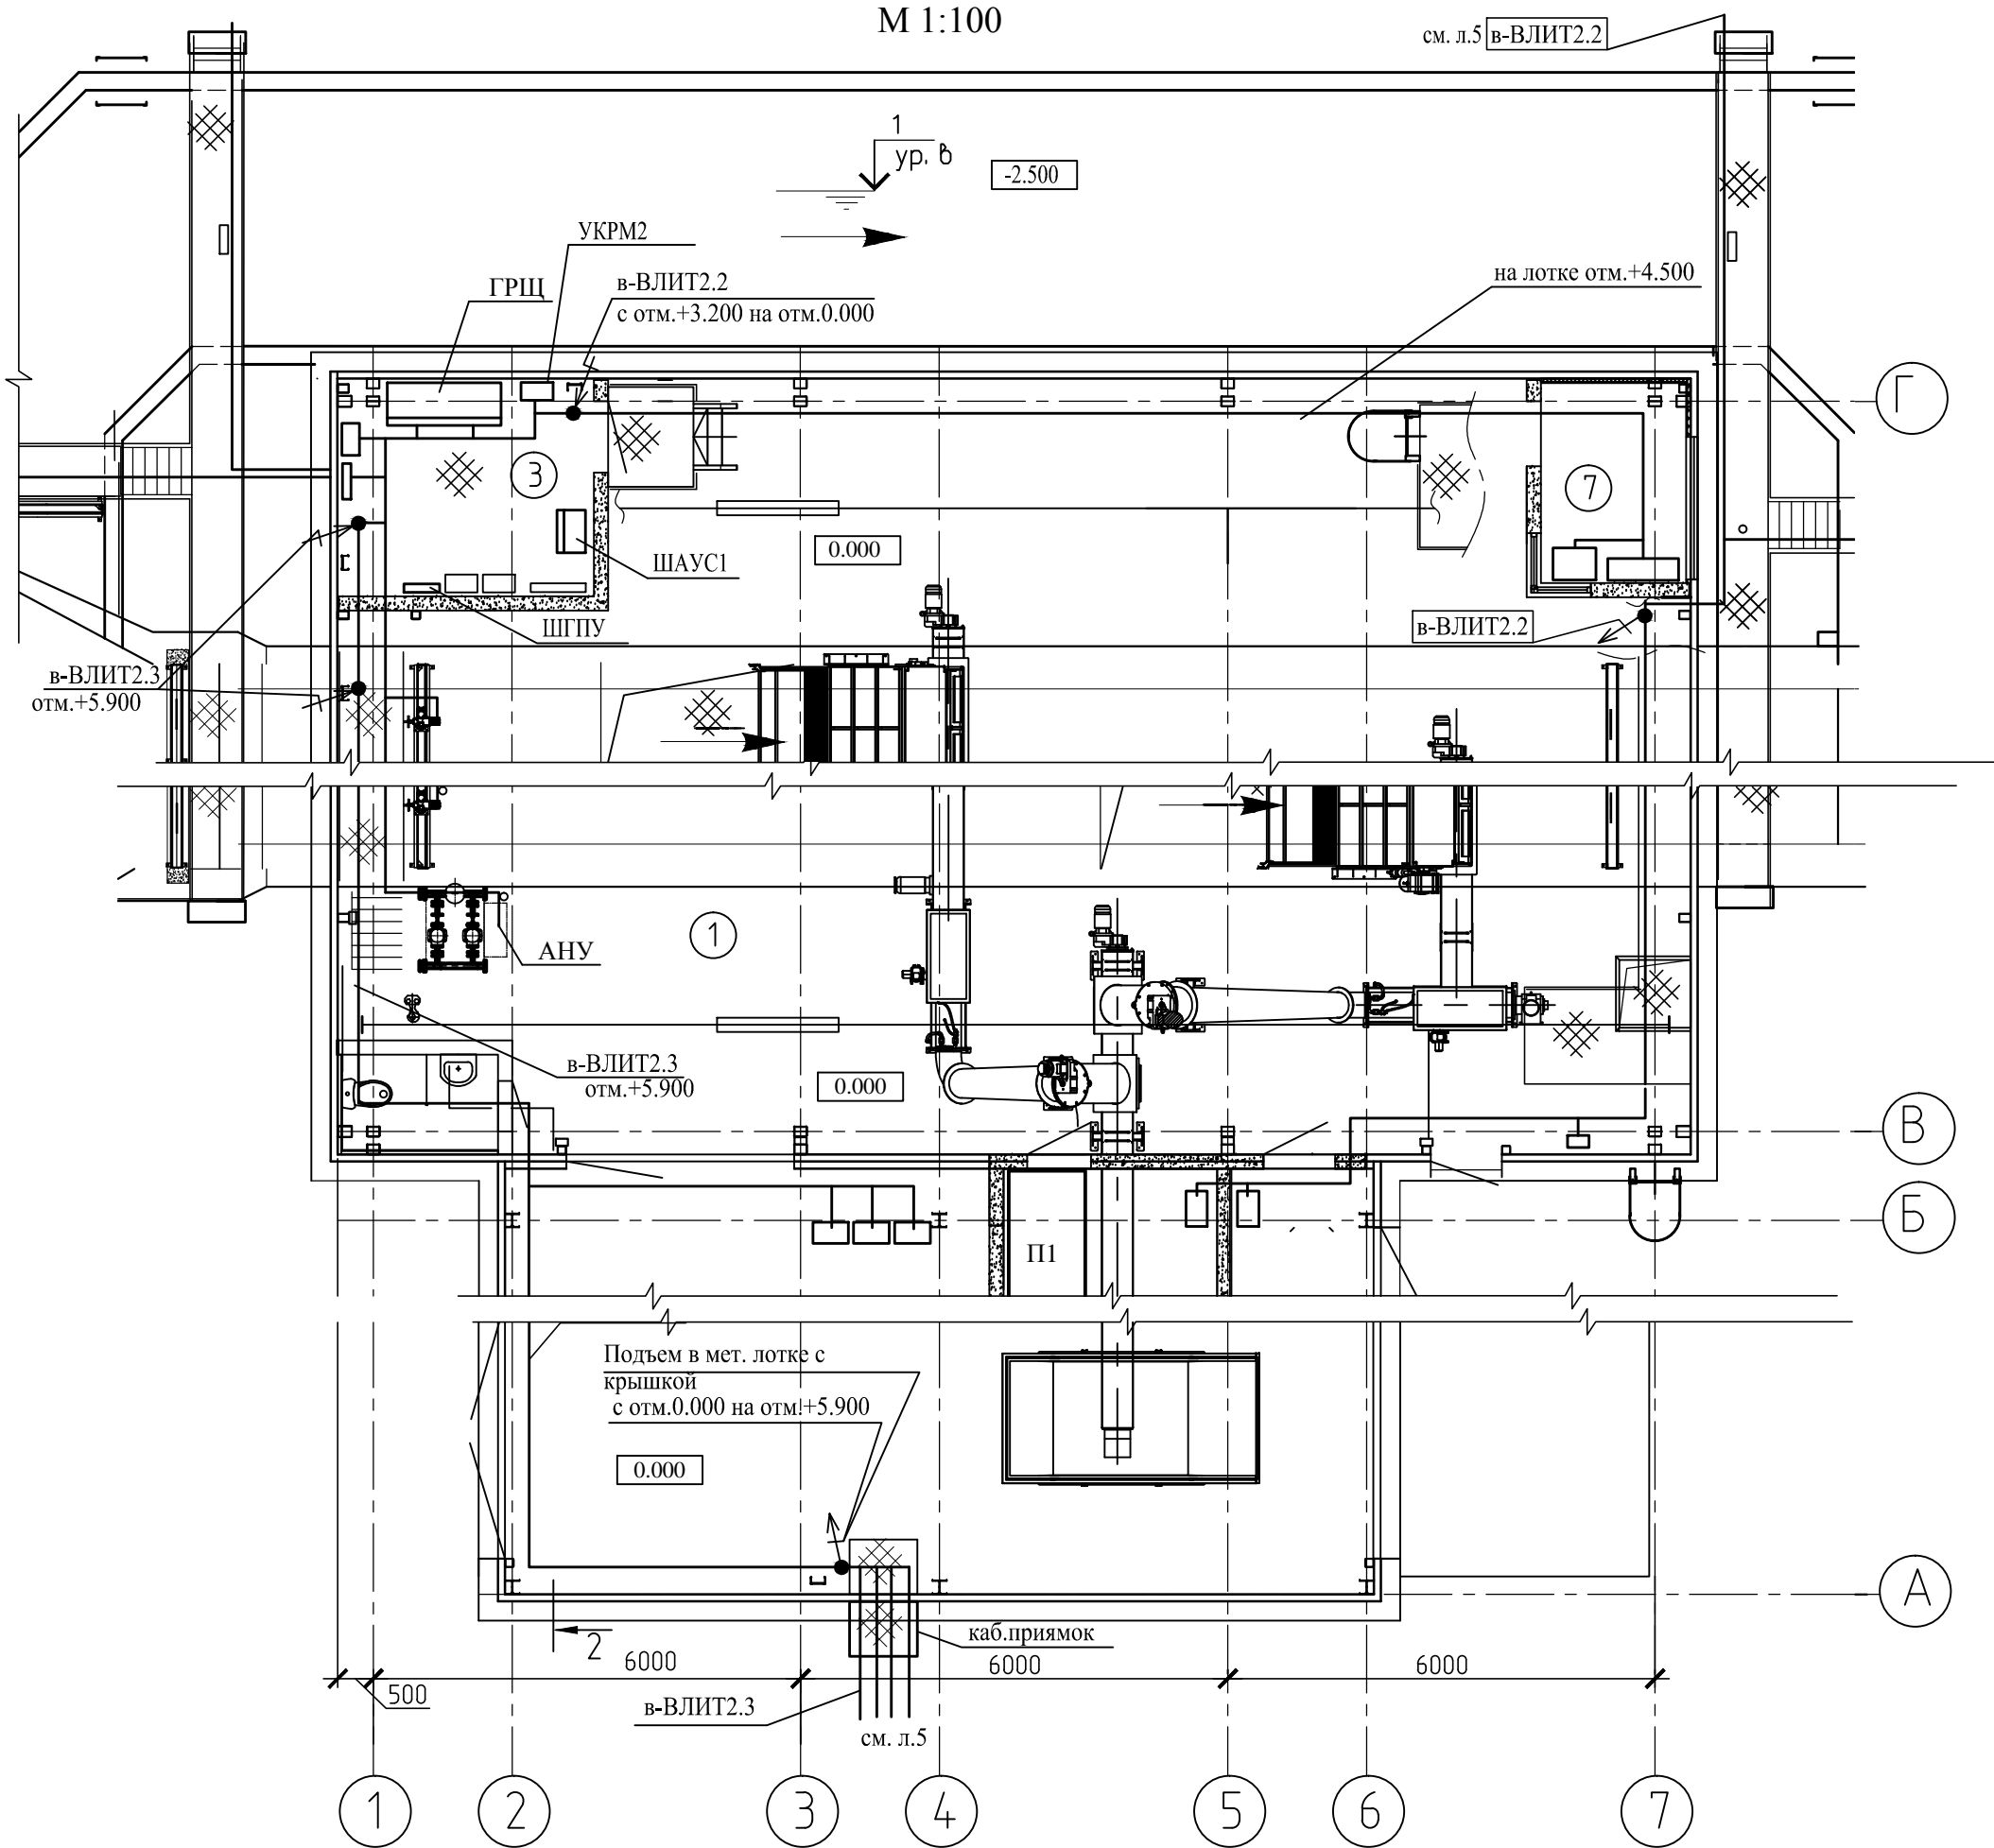 М 1:100
см. л.5 в-ВЛИТ2.2
1
ур. в
-2.500
УКРМ2
ГРЩ
в-ВЛИТ2.2
с отм.+3.200 на отм.0.000
на лотке отм.+4.500
Г
3
7
0.000
ШАУС1
ШГПУ
в-ВЛИТ2.2
в-ВЛИТ2.3
отм.+5.900
1
АНУ
в-ВЛИТ2.3
отм.+5.900
0.000
В
Б
П1
Подъем в мет. лотке с
крышкой
с отм.0.000 на отм.+5.900
0.000
А
2
каб.приямок
6000
6000
6000
500
в-ВЛИТ2.3
см. л.5
1
2
3
4
5
6
7